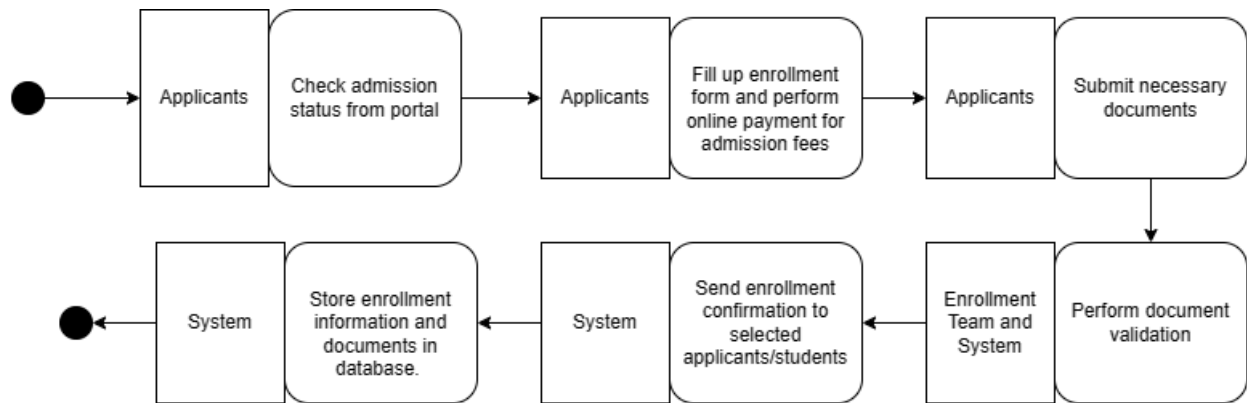 Applicants
Check admission
status from portal
Applicants
Fill up enrollment
form and perform
online payment for
admission fees
Applicants
Submit necessary
documents
System
Store enrollment
information and
documents in
database.
System
Send enrollment
confirmation to
selected
applicants/students
Enrollment
Team and
System
Perform document
validation